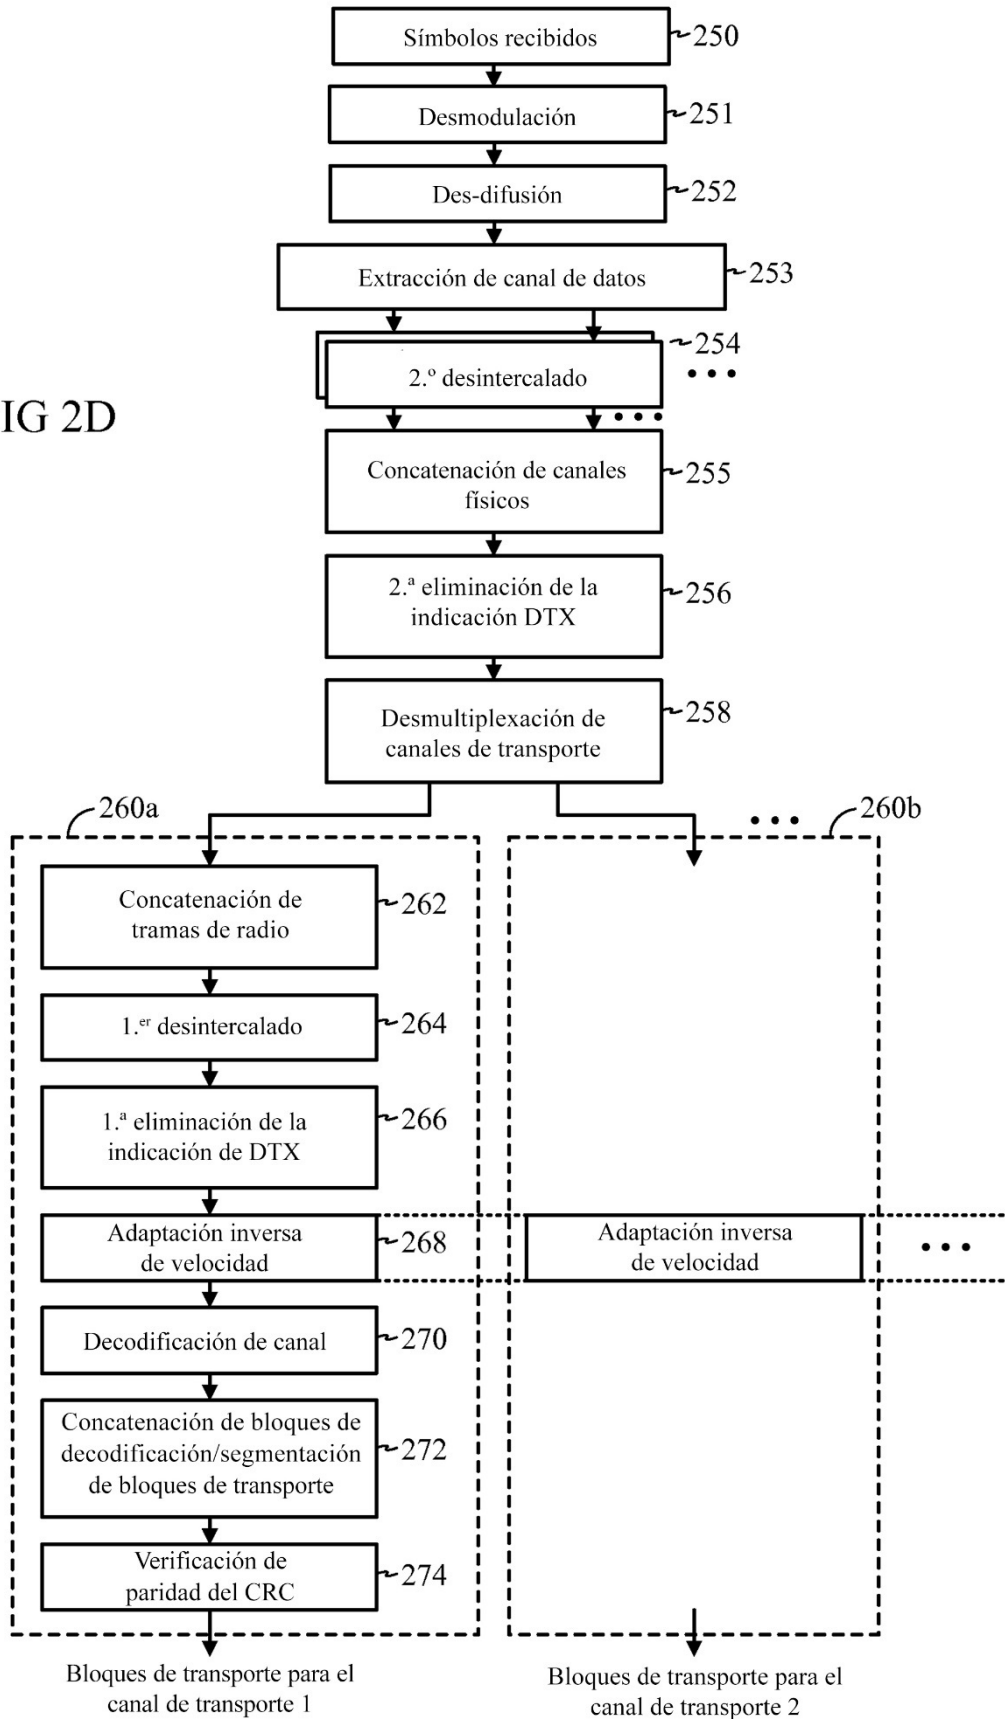 Símbolos recibidos
250
Desmodulación
251
Des-difusión
252
Extracción de canal de datos
253
254
2.º desintercalado
IG 2D
Concatenación de canales
físicos
255
2.ª eliminación de la
indicación DTX
256
Desmultiplexación de
canales de transporte
258
260a
260b
Concatenación de
tramas de radio
262
1.er desintercalado
264
1.ª eliminación de la
indicación de DTX
266
Adaptación inversa
de velocidad
268
Adaptación inversa
de velocidad
Decodificación de canal
270
Concatenación de bloques de
decodificación/segmentación
de bloques de transporte
272
Verificación de
paridad del CRC
274
Bloques de transporte para el
canal de transporte 1
Bloques de transporte para el
canal de transporte 2